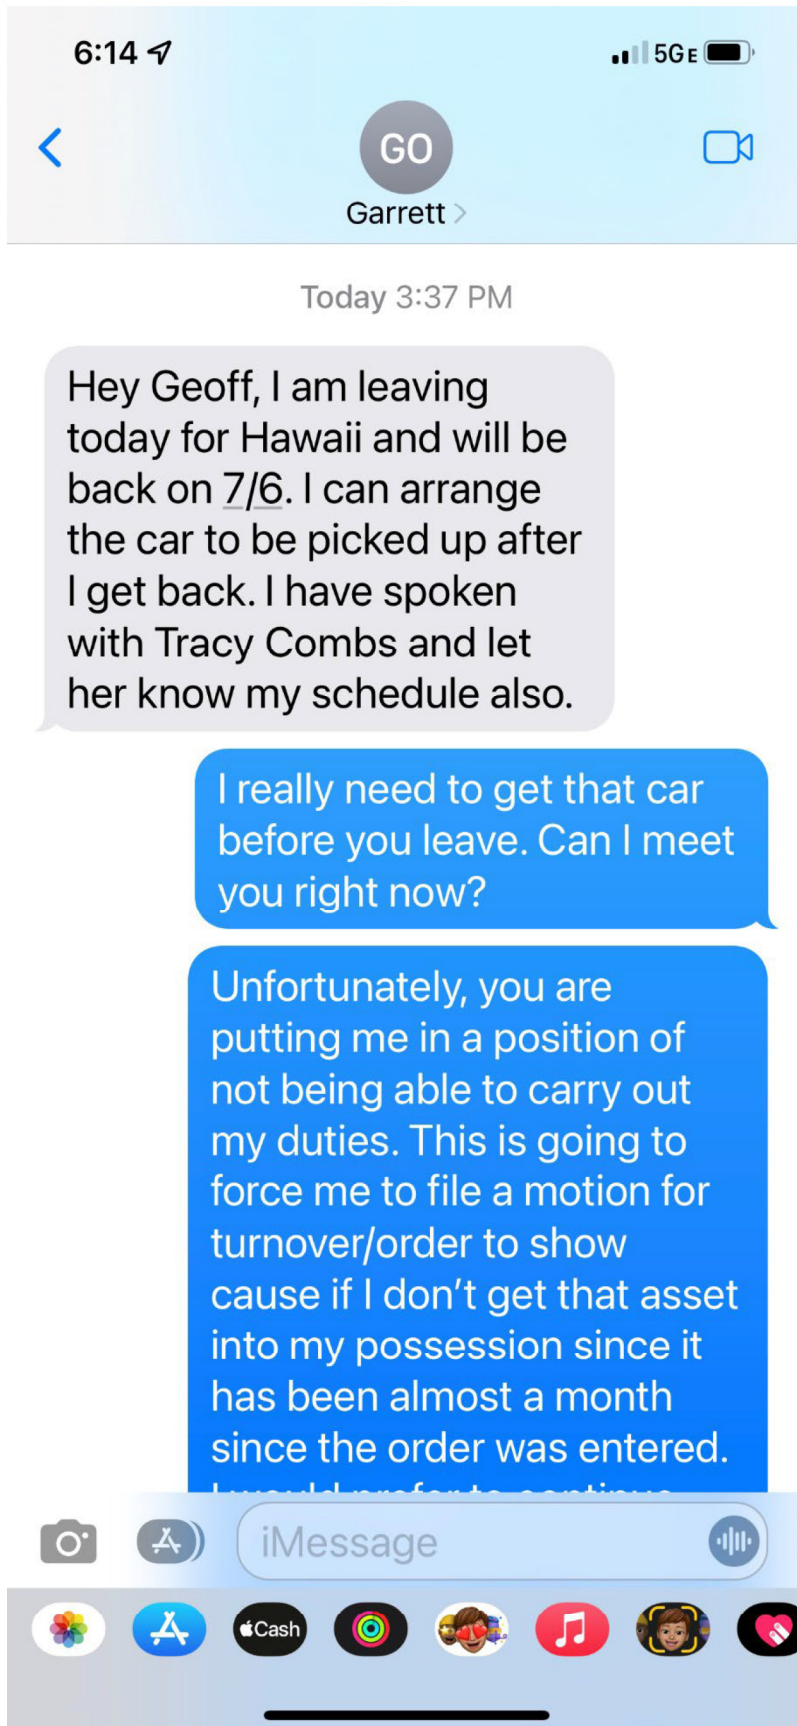 6:14
5GE
GO
Garrett
Today 3:37 PM
Hey Geoff, I am leaving
today for Hawaii and will be
back on 7/6. I can arrange
the car to be picked up after
I get back. I have spoken
with Tracy Combs and let
her know my schedule also.
I really need to get that car
before you leave. Can I meet
you right now?
Unfortunately, you are
putting me in a position of
not being able to carry out
my duties. This is going to
force me to file a motion for
turnover/order to show
cause if I don’t get that asset
into my possession since it
has been almost a month
since the order was entered.
I would prefer to continue
iMessage
Cash